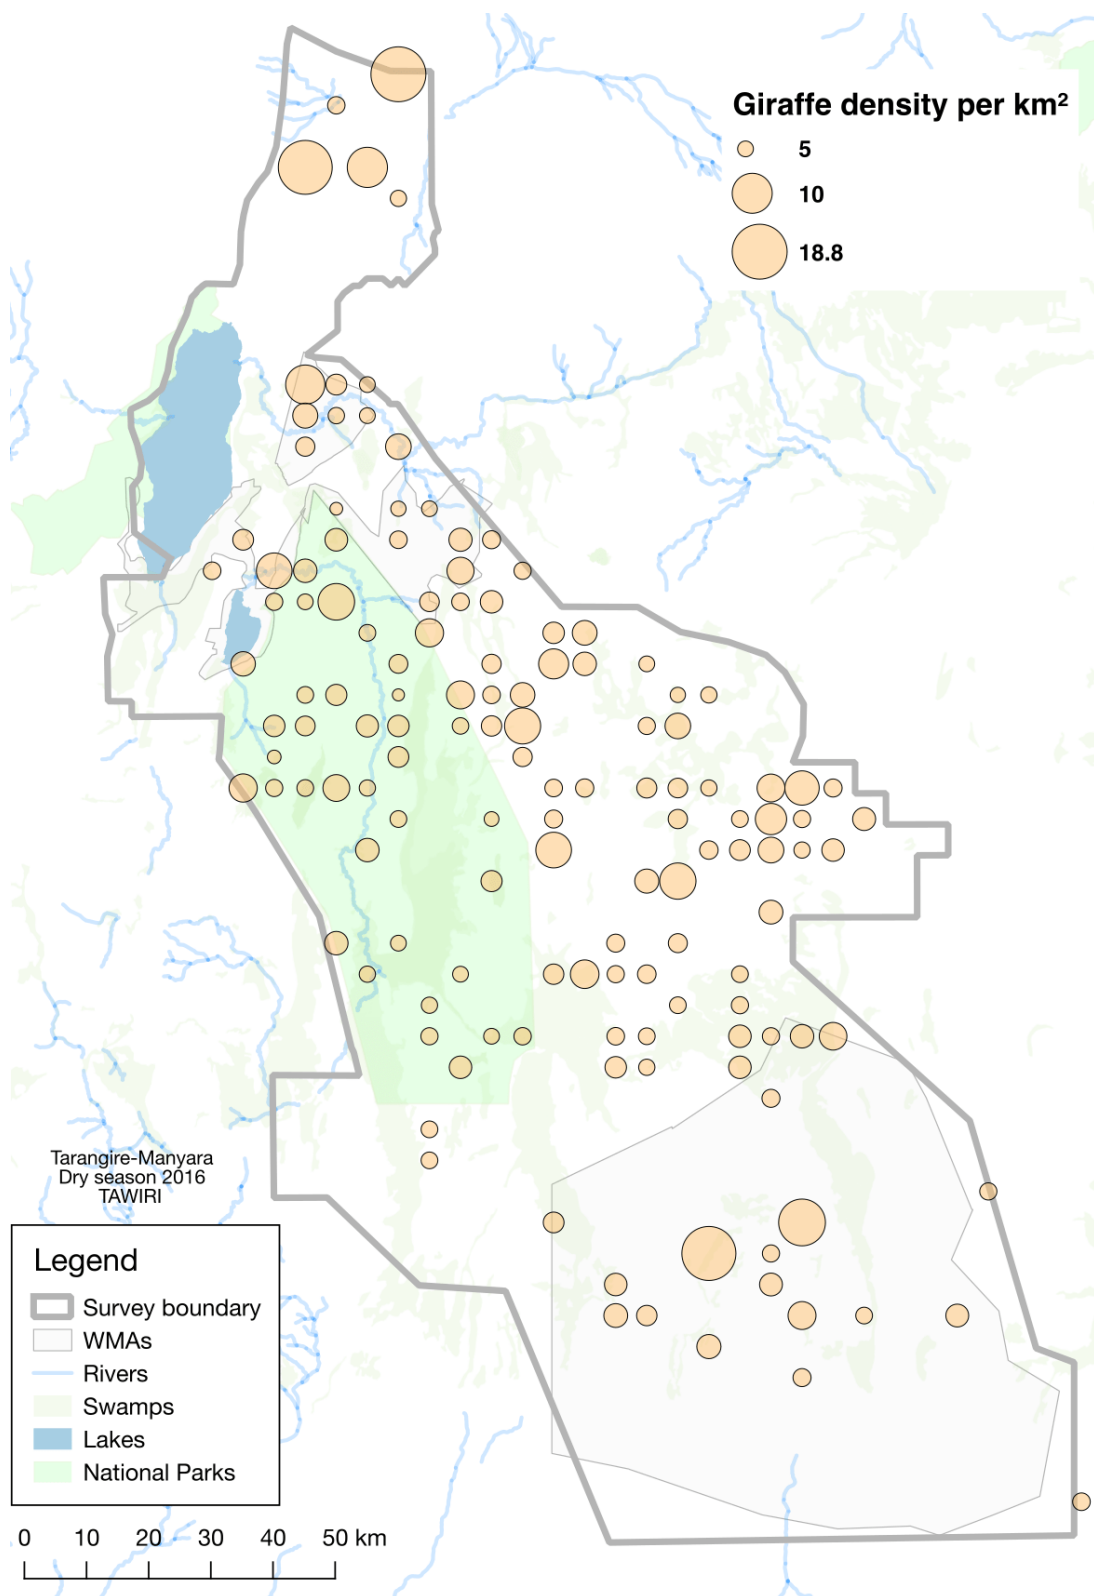 Giraffe density per km²
5
10
18.8
Tarangire-Manyara
Dry season 2016
TAWIRI
Legend
Survey boundary
WMAs
Rivers
Swamps
Lakes
National Parks
0 10 20 30 40 50 km